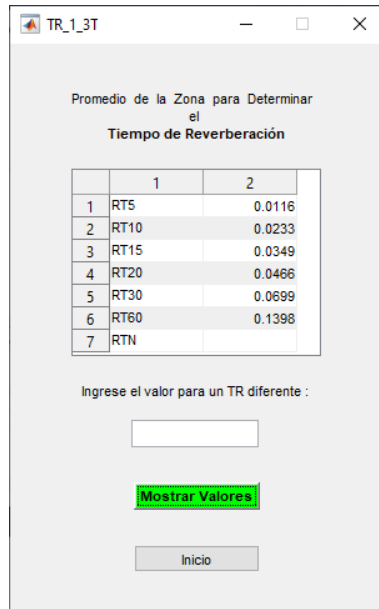 TR_1_3T
Promedio de la Zona para Determinar
el
Tiempo de Reverberación
1 2
1 RT5 0.0116
2 RT10 0.0233
3 RT15 0.0349
4 RT20 0.0466
5 RT30 0.0699
6 RT60 0.1398
7 RTN
Ingrese el valor para un TR diferente :
Mostrar Valores
Inicio